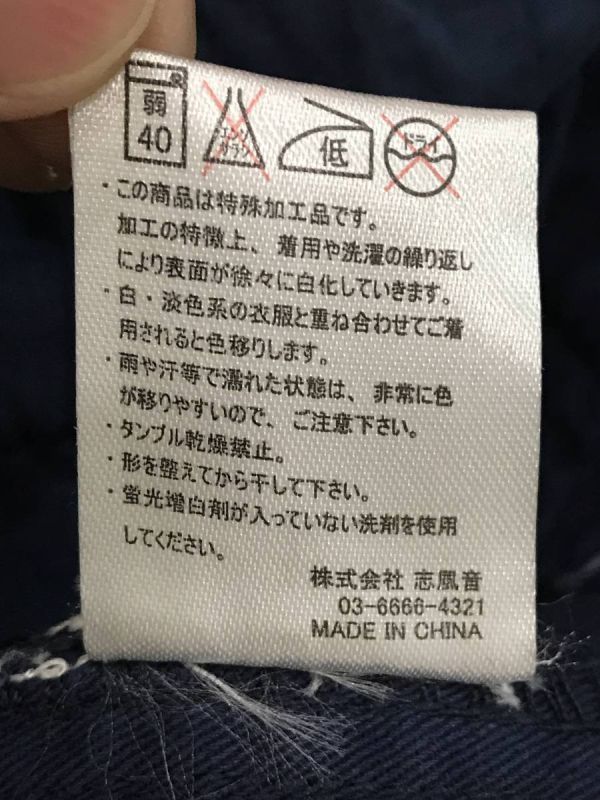 弱
40
エンソ
サラシ
低
ドライ
・この商品は特殊加工品です。
加工の特徴上、着用や洗濯の繰り返し
により表面が徐々に白化していきます。
・白・淡色系の衣服と重ね合わせてご着
用されると色移りします。
・雨や汗等で濡れた状態は、非常に色
が移りやすいので、ご注意下さい。
・タンブル乾燥禁止。
・形を整えてから干して下さい。
・蛍光増白剤が入っていない洗剤を使用
してください。
株式会社 志風音
03-6666-4321
MADE IN CHINA